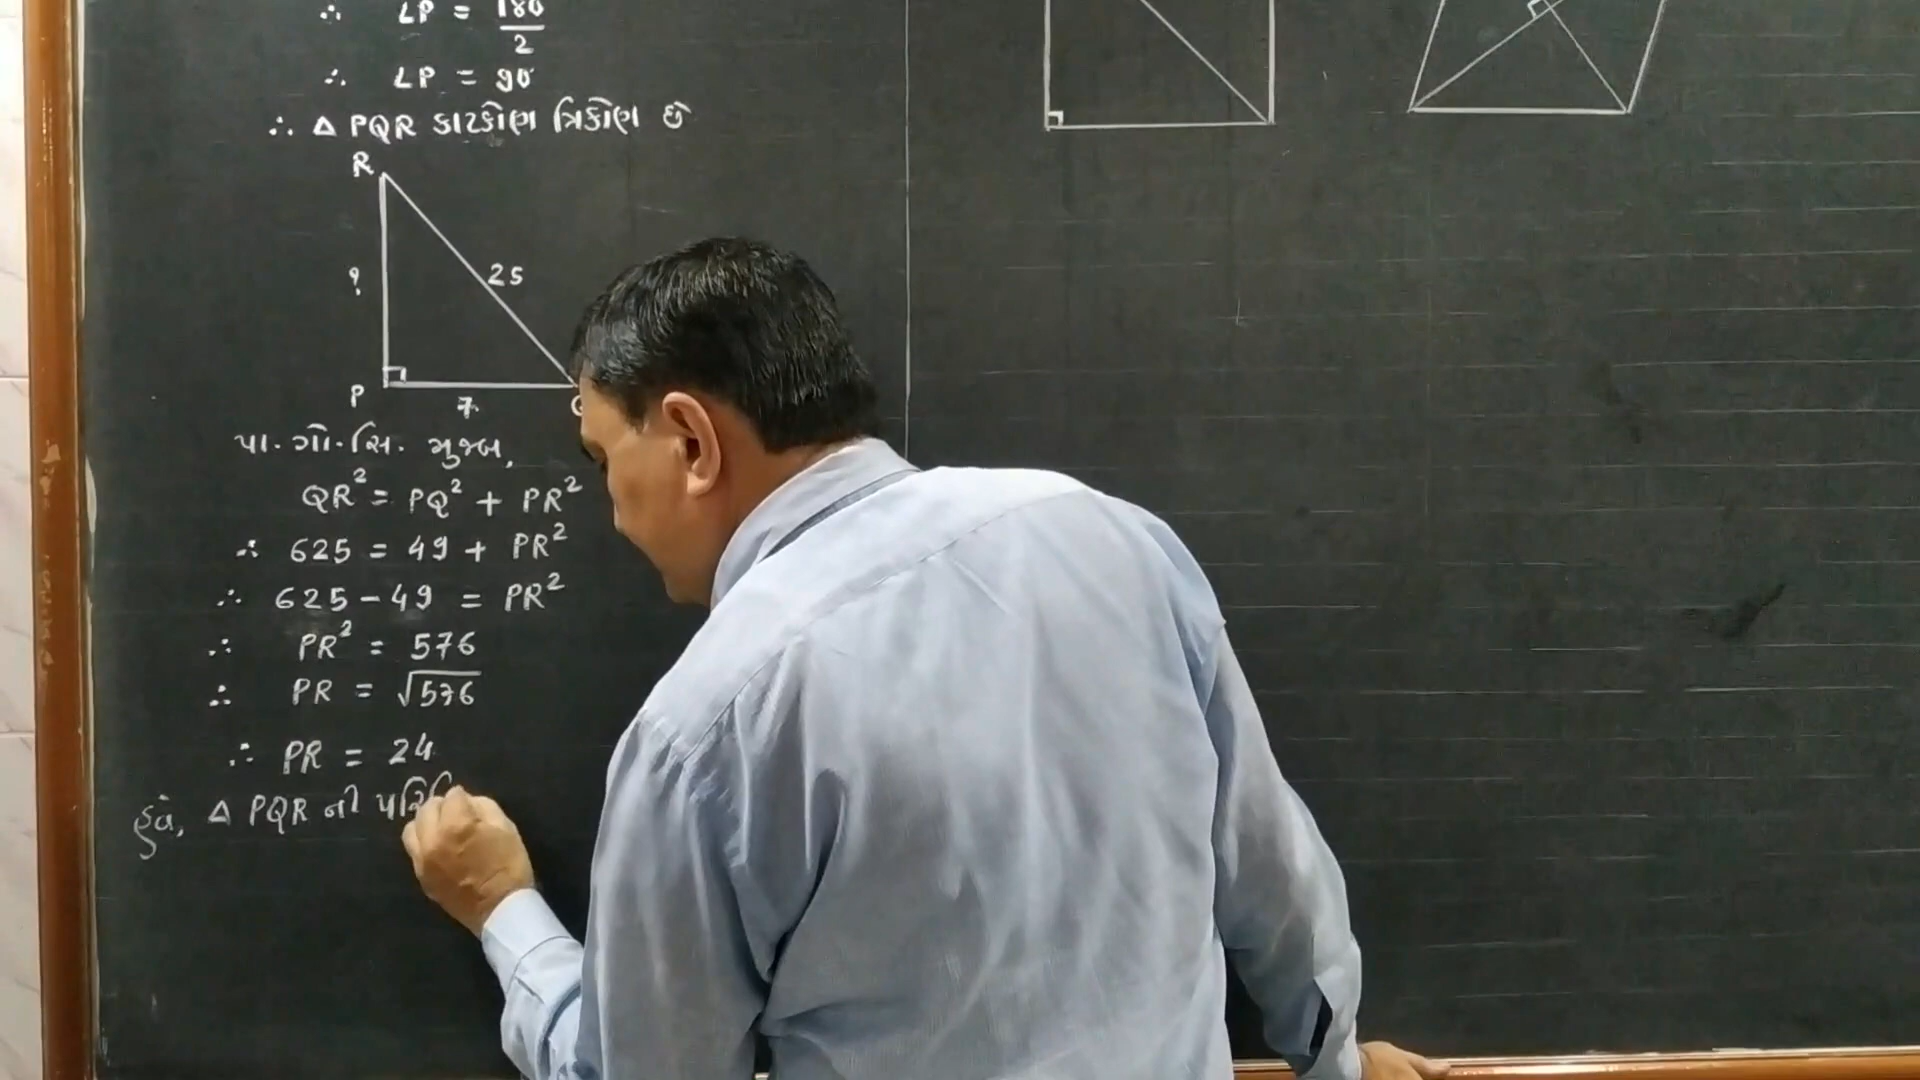 ∴ ∠P = 180/2
∴ ∠P = 90°
∴ △ PQR કાટકોણ ત્રિકોણ છે
R
?
25
P
7
પા. ગો. સિ. મુજબ,
QR² = PQ² + PR²
∴ 625 = 49 + PR²
∴ 625 - 49 = PR²
∴ PR² = 576
∴ PR = √576
∴ PR = 24
હવે, △ PQR ની